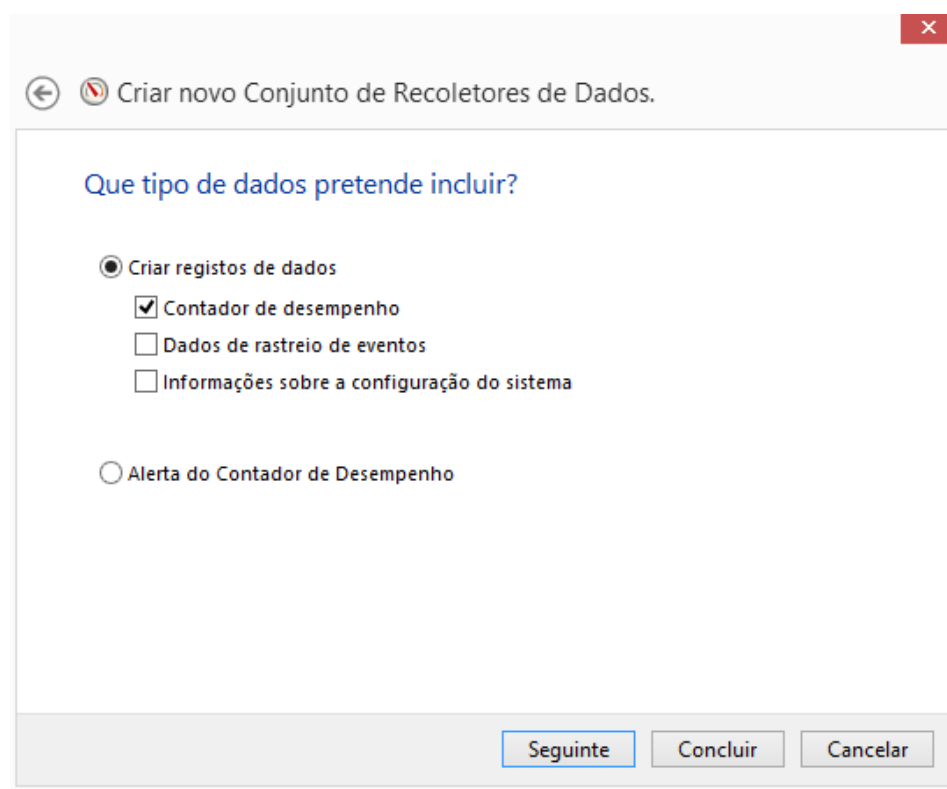 Criar novo Conjunto de Recoletores de Dados.
Que tipo de dados pretende incluir?
Criar registos de dados
Contador de desempenho
Dados de rastreio de eventos
Informações sobre a configuração do sistema
Alerta do Contador de Desempenho
Seguinte Concluir Cancelar